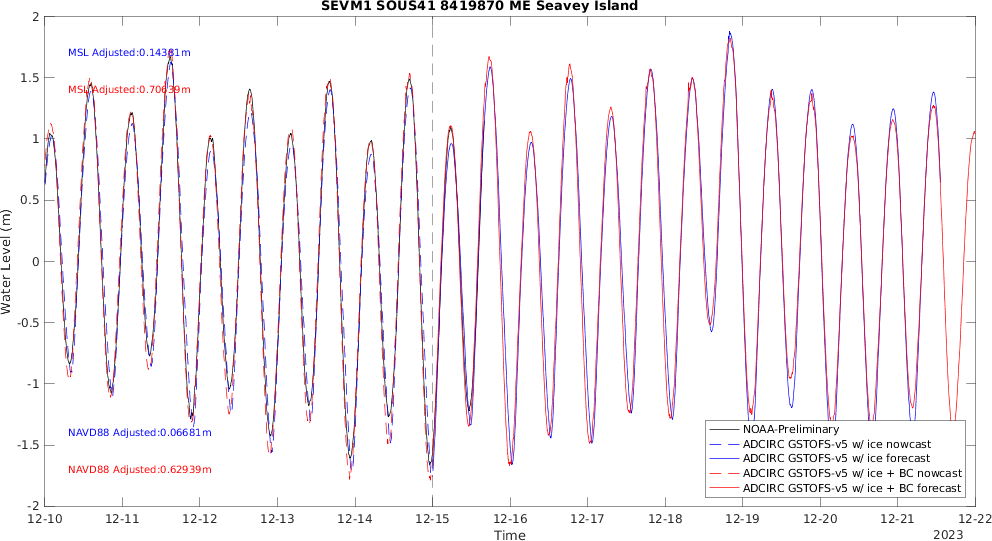 SEVM1 SOUS41 8419870 ME Seavey Island
2
1.5
1
0.5
0
-0.5
-1
-1.5
-2
Water Level (m)
MSL Adjusted:0.14381m
MSL Adjusted:0.70639m
NAVD88 Adjusted:0.06681m
NAVD88 Adjusted:0.62939m
NOAA-Preliminary
ADCIRC GSTOFS-v5 w/ ice nowcast
ADCIRC GSTOFS-v5 w/ ice forecast
ADCIRC GSTOFS-v5 w/ ice + BC nowcast
ADCIRC GSTOFS-v5 w/ ice + BC forecast
12-10 12-11 12-12 12-13 12-14 12-15 12-16 12-17 12-18 12-19 12-20 12-21 12-22
Time
2023